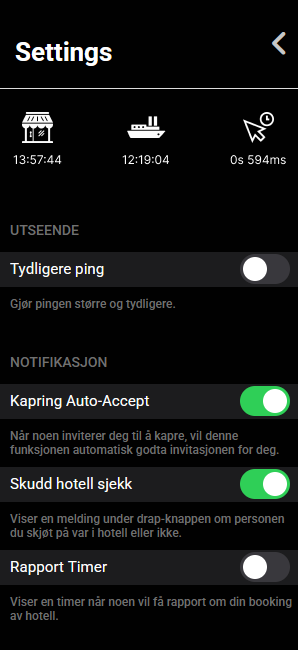 Settings
13:57:44
12:19:04
0s 594ms
UTSEENDE
Tydligere ping
Gjør pingen større og tydligere.
NOTIFIKASJON
Kapring Auto-Accept
Når noen inviterer deg til å kapre, vil denne
funksjonen automatisk godta invitasjonen for deg.
Skudd hotell sjekk
Viser en melding under drap-knappen om personen
du skjøt på var i hotell eller ikke.
Rapport Timer
Viser en timer når noen vil få rapport om din booking
av hotell.